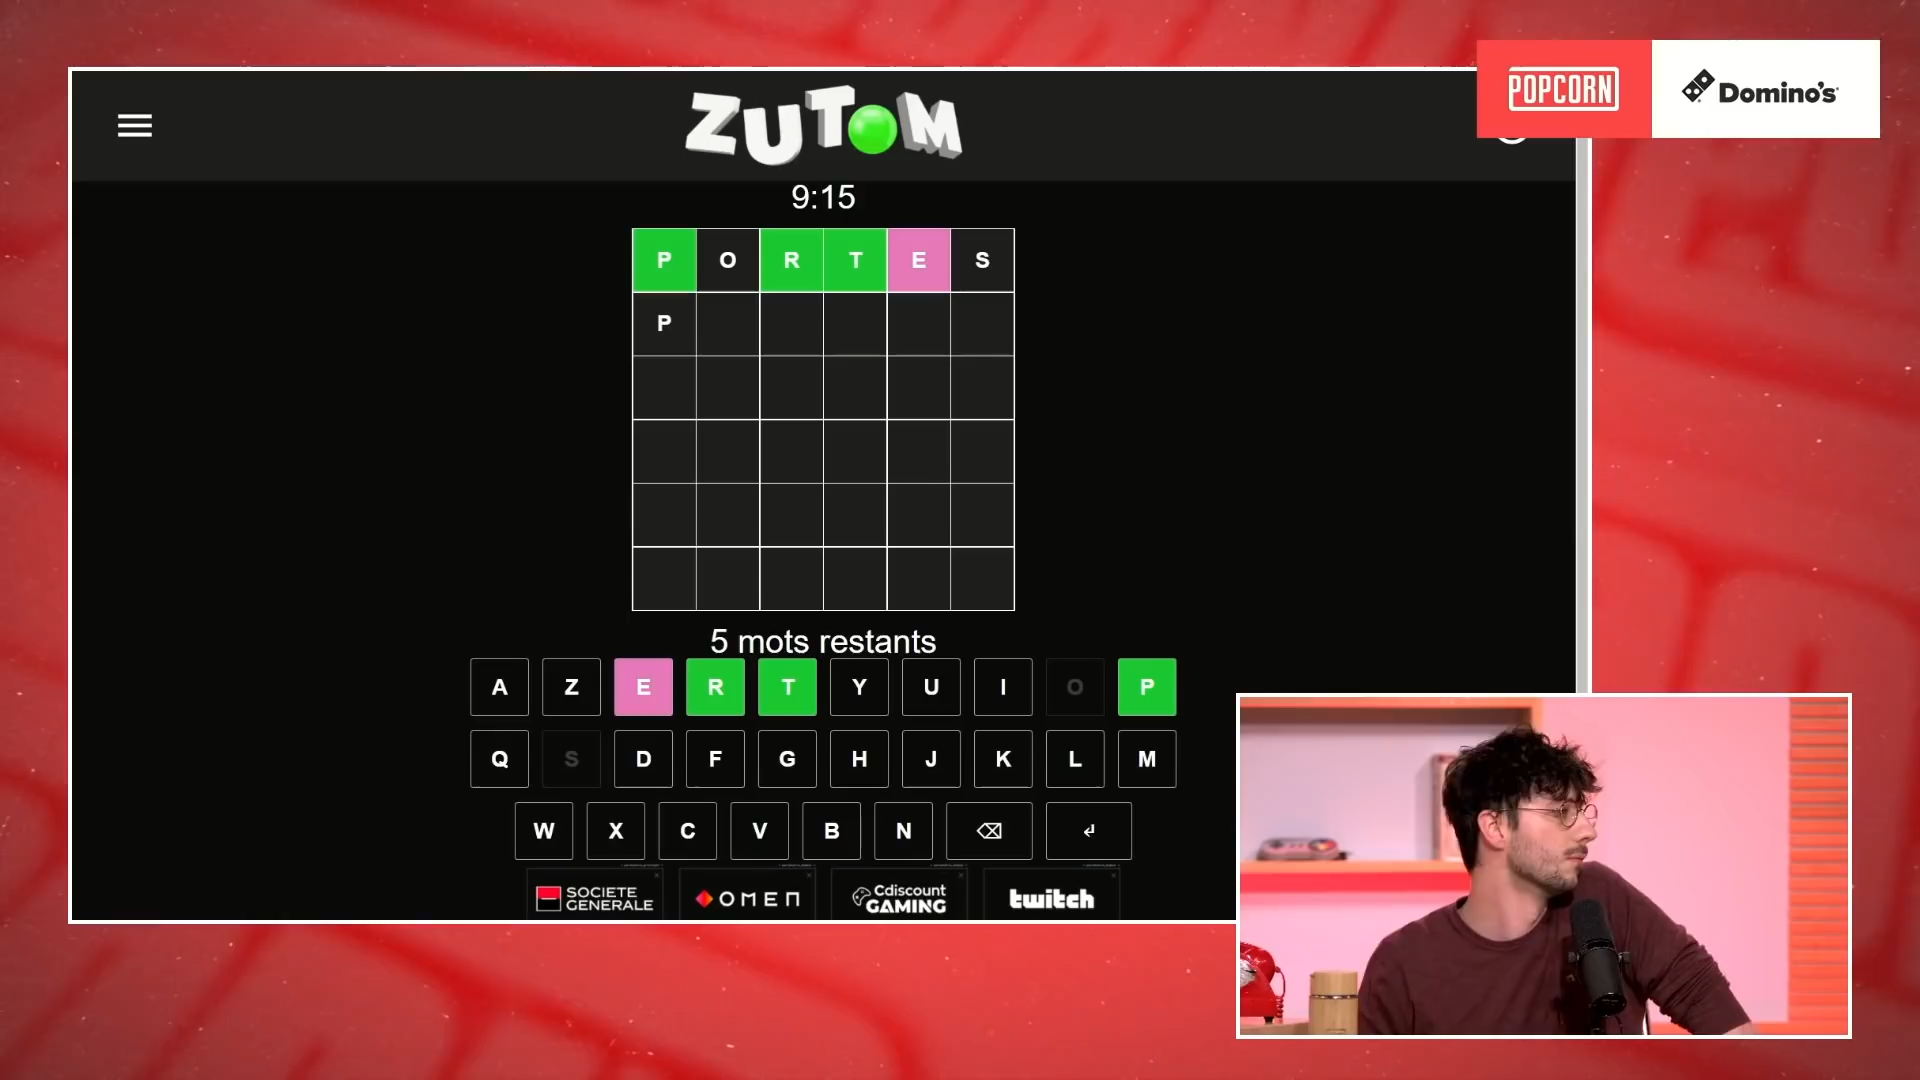 POPCORN
Domino's
ZUTOM
9:15
P O R T E S
P
5 mots restants
A Z E R T Y U I O P
Q S D F G H J K L M
W X C V B N
SOCIETE GENERALE
OMEN
Cdiscount GAMING
twitch